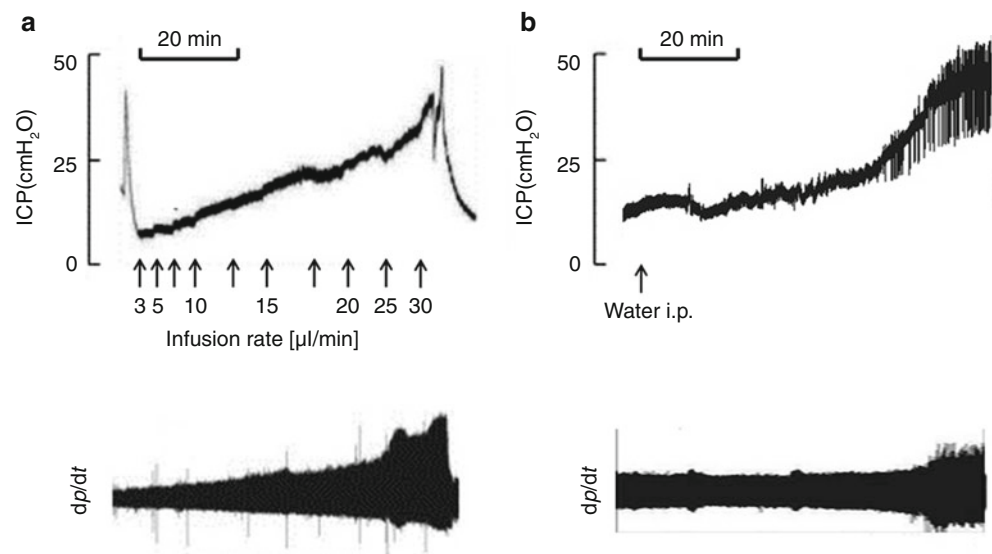 a
20 min
50
25
0
ICP(cmH₂O)
3 5 10 15 20 25 30
Infusion rate [µl/min]
dp/dt
b
20 min
50
25
0
ICP(cmH₂O)
Water i.p.
dp/dt